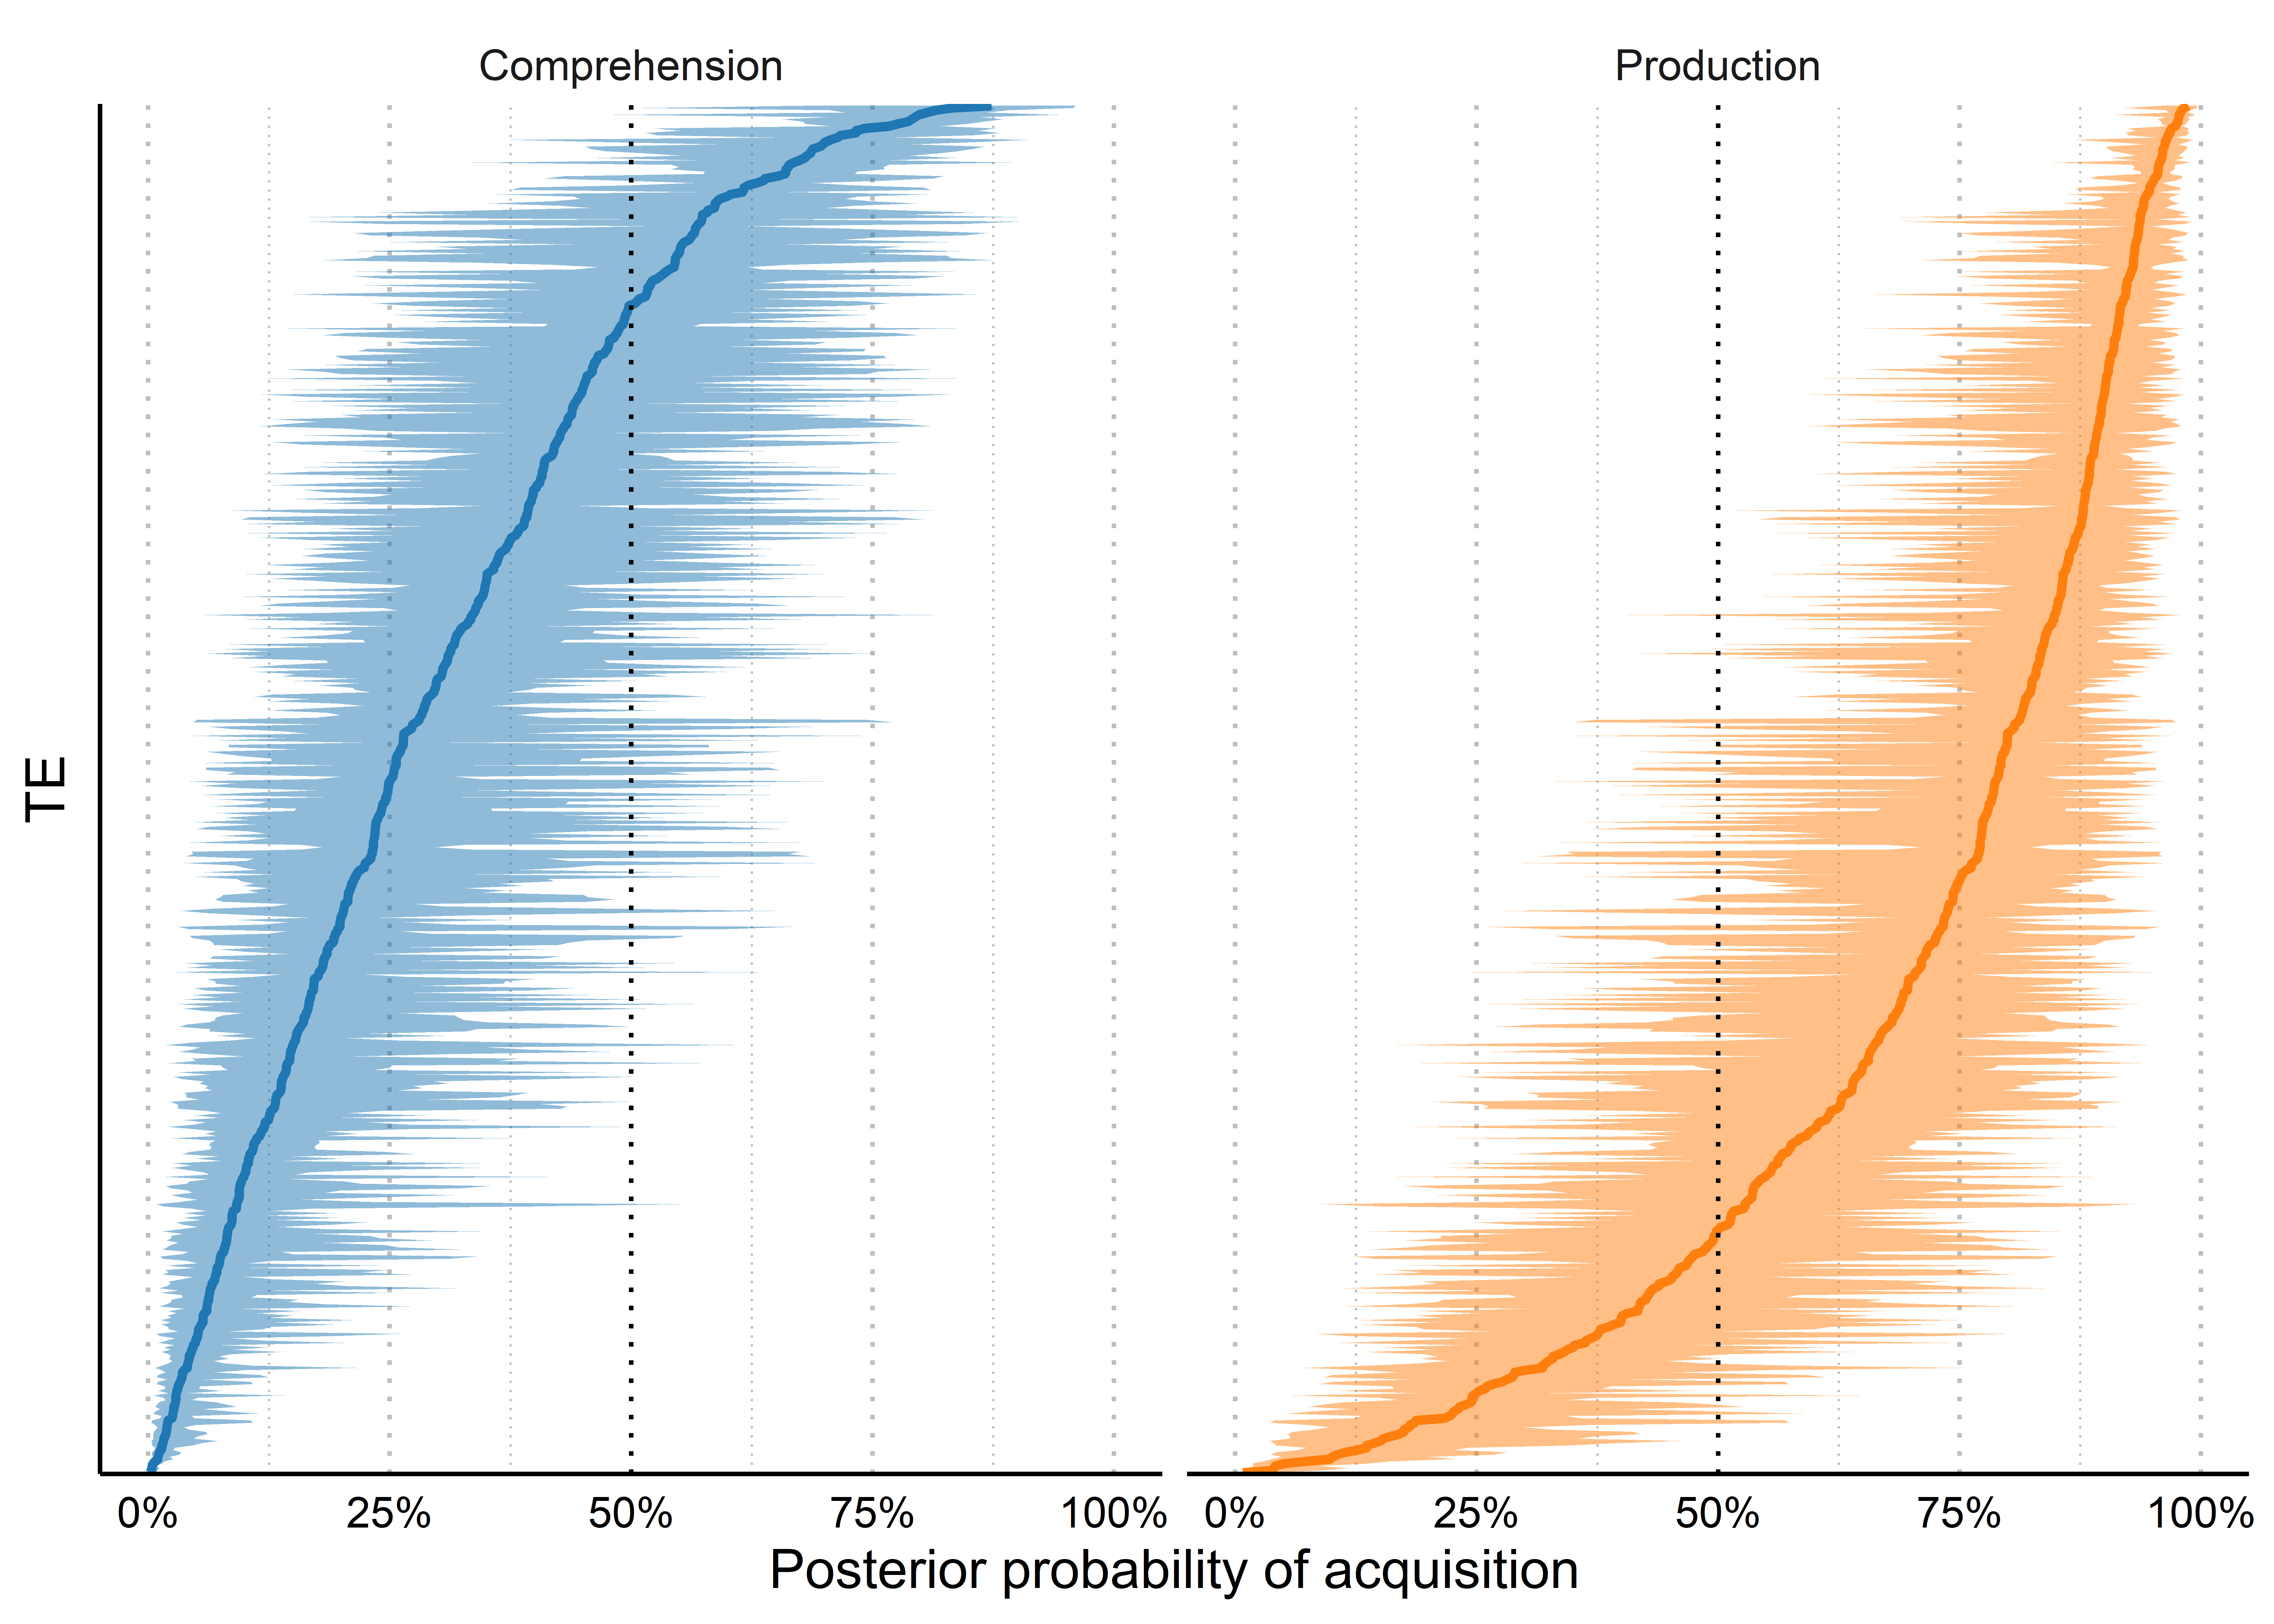 Comprehension Production
TE
0% 25% 50% 75% 100% 0% 25% 50% 75% 100%
Posterior probability of acquisition